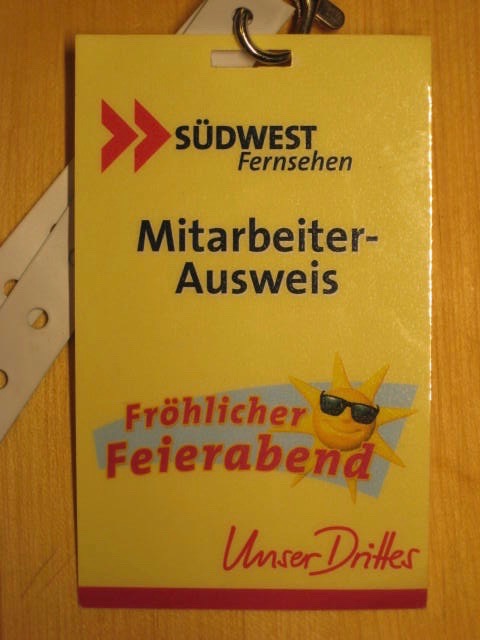 SÜDWEST
Fernsehen
Mitarbeiter-
Ausweis
Fröhlicher
Feierabend
Unser Drittes